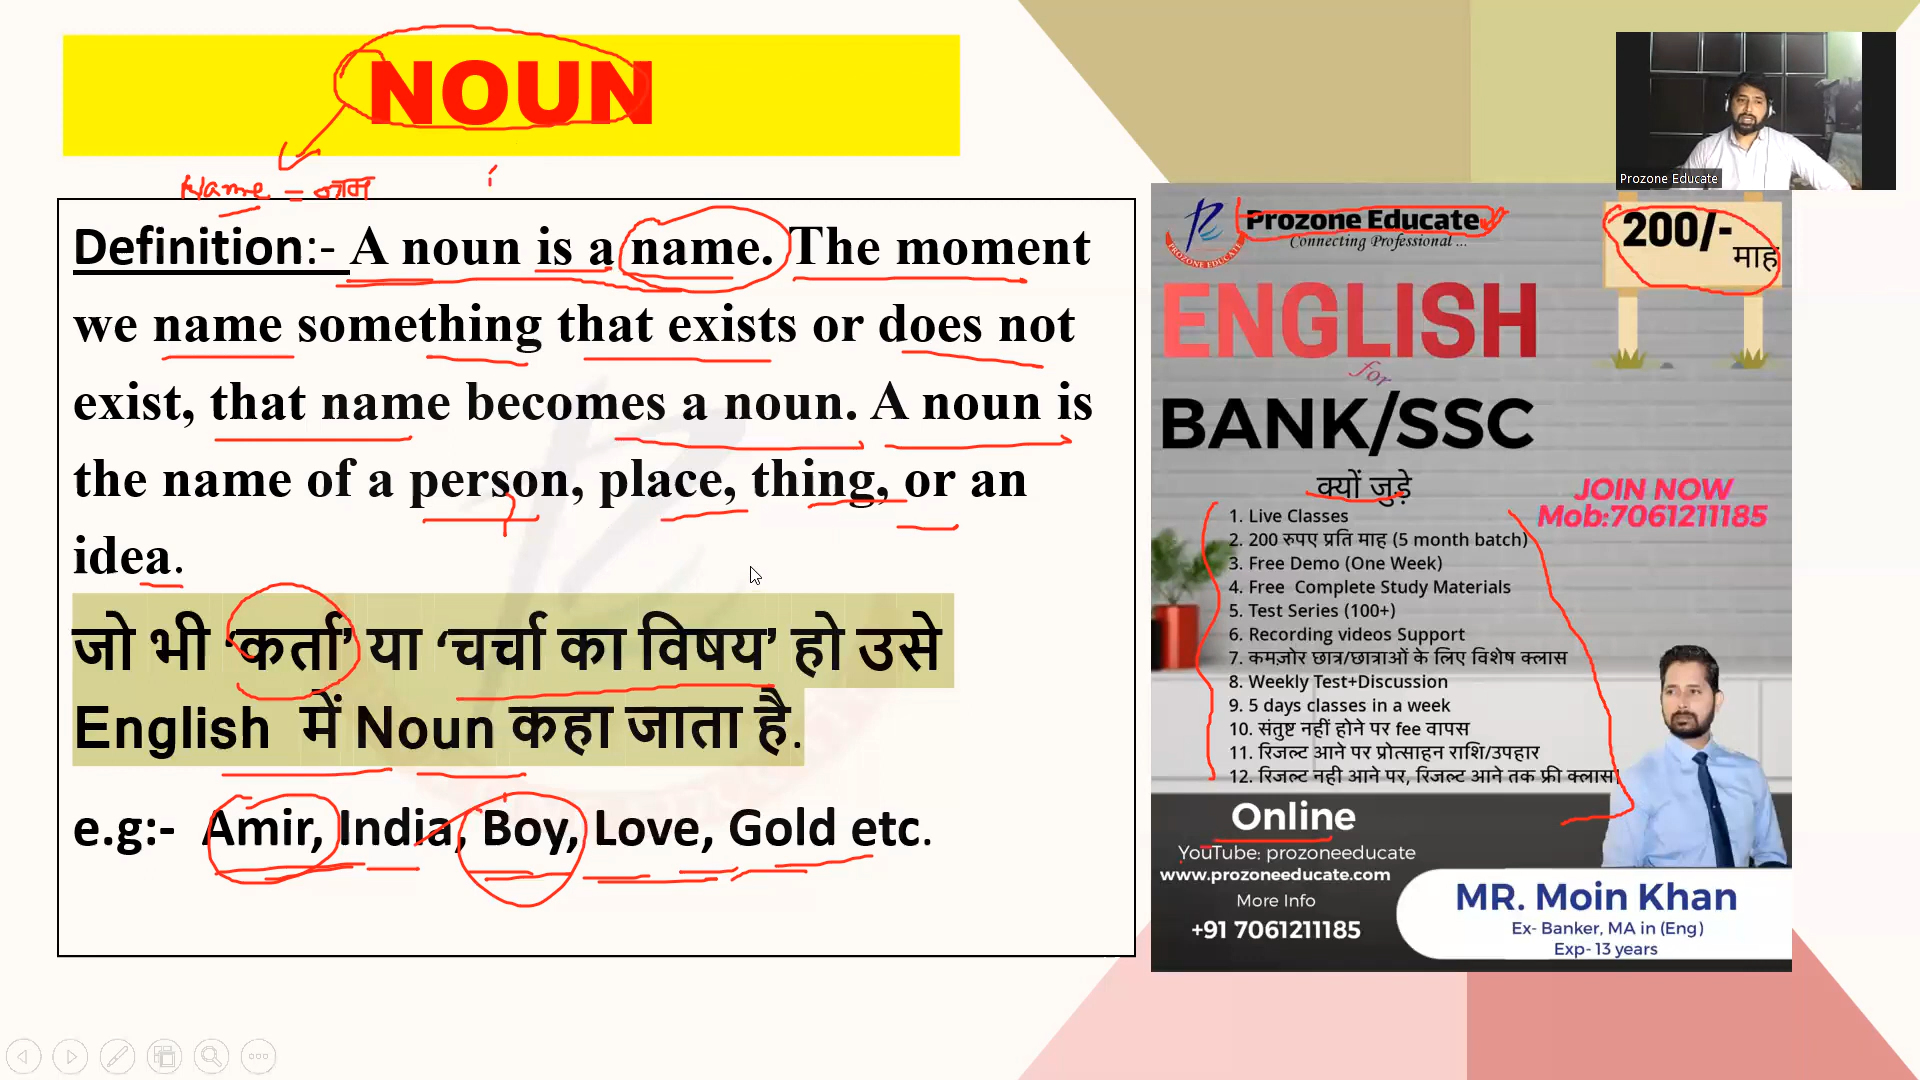 NOUN
Name = नाम
Definition:- A noun is a name. The moment
we name something that exists or does not
exist, that name becomes a noun. A noun is
the name of a person, place, thing, or an
idea.
जो भी ‘कर्ता’ या ‘चर्चा का विषय’ हो उसे
English में Noun कहा जाता है.
e.g:- Amir, India, Boy, Love, Gold etc.
Prozone Educate
Prozone Educate
Connecting Professional ...
200/-
माह
ENGLISH
for
BANK/SSC
क्यों जुड़े
JOIN NOW
Mob:7061211185
1. Live Classes
2. 200 रुपए प्रति माह (5 month batch)
3. Free Demo (One Week)
4. Free Complete Study Materials
5. Test Series (100+)
6. Recording videos Support
7. कमज़ोर छात्र/छात्राओं के लिए विशेष क्लास
8. Weekly Test+Discussion
9. 5 days classes in a week
10. संतुष्ट नहीं होने पर fee वापस
11. रिजल्ट आने पर प्रोत्साहन राशि/उपहार
12. रिजल्ट नही आने पर, रिजल्ट आने तक फ्री क्लास।
Online
YouTube: prozoneeducate
www.prozoneeducate.com
More Info
+91 7061211185
MR. Moin Khan
Ex- Banker, MA in (Eng)
Exp- 13 years